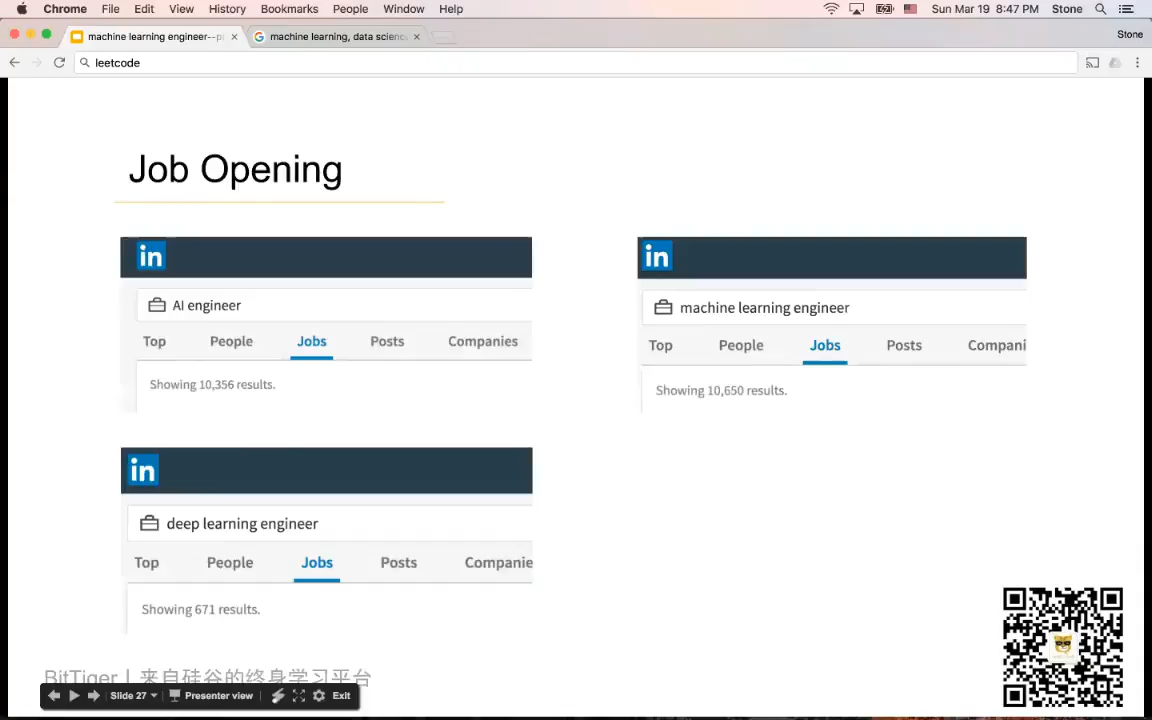 Chrome File Edit View History Bookmarks People Window Help Sun Mar 19 8:47 PM Stone
machine learning engineer--p machine learning, data scienc Stone
leetcode
Job Opening
in
AI engineer
Top People Jobs Posts Companies
Showing 10,356 results.
in
machine learning engineer
Top People Jobs Posts Compani
Showing 10,650 results.
in
deep learning engineer
Top People Jobs Posts Companie
Showing 671 results.
BitTiger | 来自硅谷的终身学习平台
Slide 27 Presenter view Exit